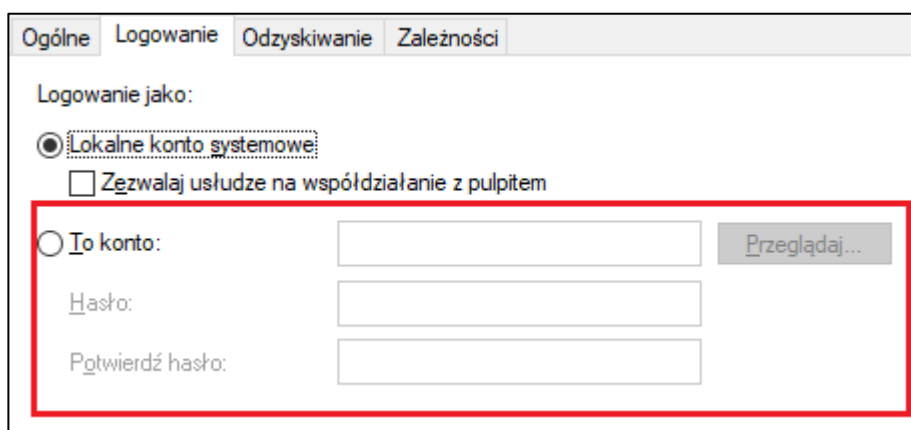 Ogólne Logowanie Odzyskiwanie Zależności
Logowanie jako:
Lokalne konto systemowe
Zezwalaj usłudze na współdziałanie z pulpitem
To konto: Przeglądaj...
Hasło:
Potwierdź hasło: